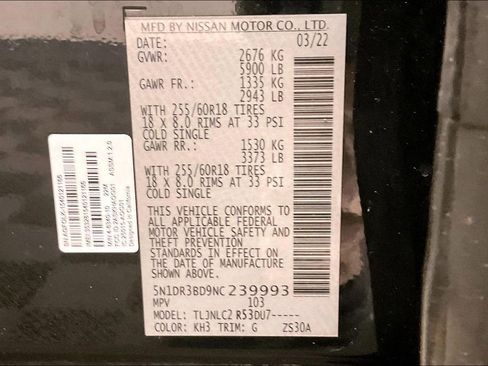 MFD BY NISSAN MOTOR CO., LTD.
DATE: 03/22
GVWR: 2676 KG
5900 LB
GAWR FR.: 1335 KG
2943 LB
WITH 255/60R18 TIRES
18 X 8.0 RIMS AT 33 PSI
COLD SINGLE
GAWR RR.: 1530 KG
3373 LB
WITH 255/60R18 TIRES
18 X 8.0 RIMS AT 33 PSI
COLD SINGLE
THIS VEHICLE CONFORMS TO
ALL APPLICABLE FEDERAL
MOTOR VEHICLE SAFETY AND
THEFT PREVENTION
STANDARDS IN EFFECT ON
THE DATE OF MANUFACTURE
SHOWN ABOVE.
5N1DR3BD9NC 239993
MPV 103
MODEL: TLJNLC2 R53DU7-----
COLOR: KH3 TRIM: G ZS30A